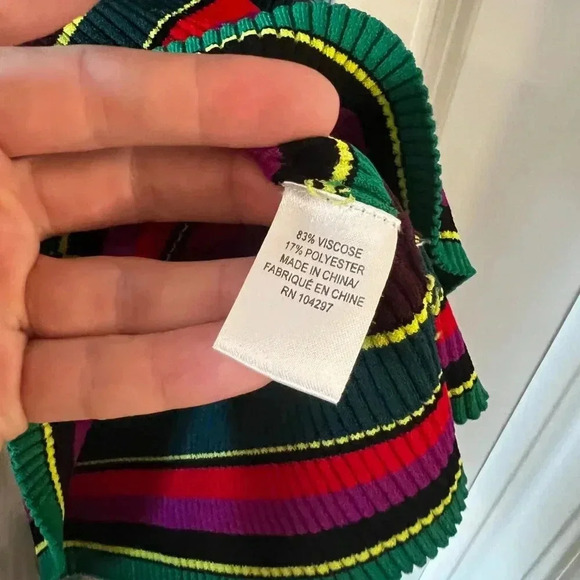 83% VISCOSE
17% POLYESTER
MADE IN CHINA/
FABRIQUÉ EN CHINE
RN 104297